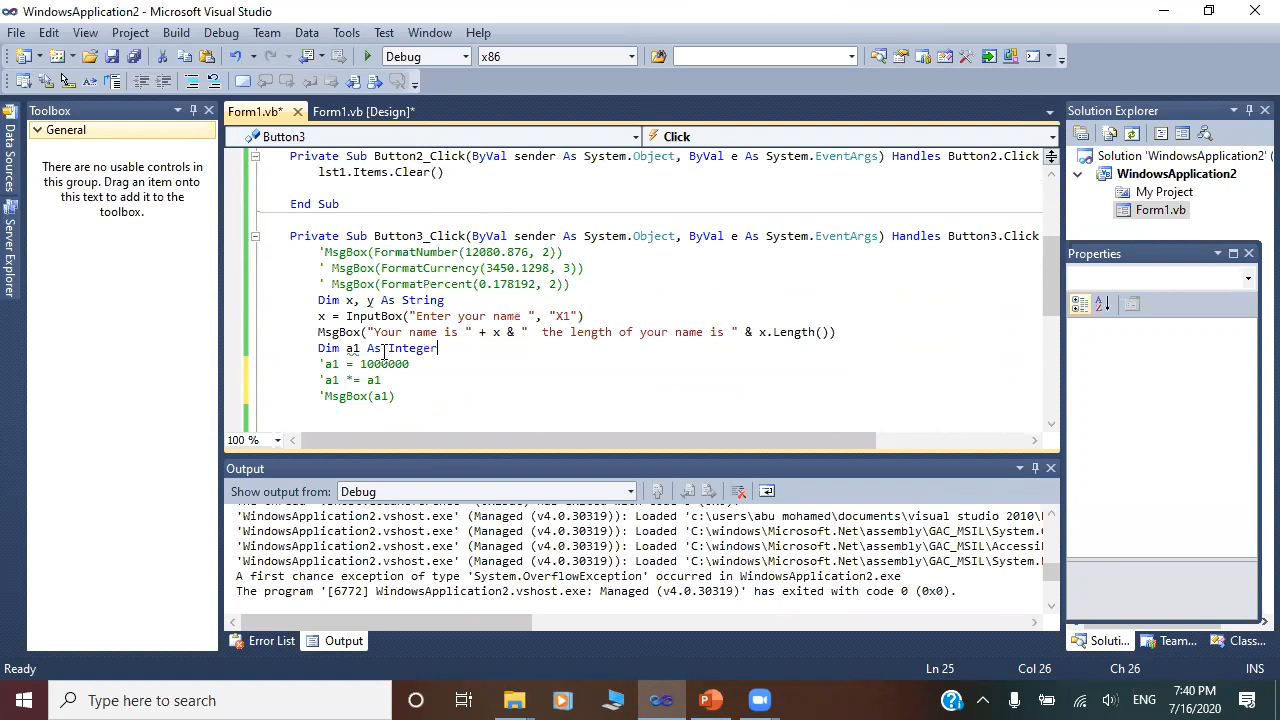 WindowsApplication2 - Microsoft Visual Studio
File Edit View Project Build Debug Team Data Tools Test Window Help
Debug x86
Toolbox
General
There are no usable controls in
this group. Drag an item onto
this text to add it to the
toolbox.
Data Sources
Server Explorer
Form1.vb* Form1.vb [Design]*
Button3 Click
Private Sub Button2_Click(ByVal sender As System.Object, ByVal e As System.EventArgs) Handles Button2.Click
lst1.Items.Clear()
End Sub
Private Sub Button3_Click(ByVal sender As System.Object, ByVal e As System.EventArgs) Handles Button3.Click
'MsgBox(FormatNumber(12080.876, 2))
' MsgBox(FormatCurrency(3450.1298, 3))
' MsgBox(FormatPercent(0.178192, 2))
Dim x, y As String
x = InputBox("Enter your name ", "X1")
MsgBox("Your name is " + x & "  the length of your name is " & x.Length())
Dim a1 As Integer
'a1 = 1000000
'a1 *= a1
'MsgBox(a1)
100 %
Output
Show output from: Debug
'WindowsApplication2.vshost.exe' (Managed (v4.0.30319)): Loaded 'c:\users\abu mohamed\documents\visual studio 2010\
'WindowsApplication2.vshost.exe' (Managed (v4.0.30319)): Loaded 'C:\windows\Microsoft.Net\assembly\GAC_MSIL\System.
'WindowsApplication2.vshost.exe' (Managed (v4.0.30319)): Loaded 'C:\windows\Microsoft.Net\assembly\GAC_MSIL\Accessi
'WindowsApplication2.vshost.exe' (Managed (v4.0.30319)): Loaded 'C:\windows\Microsoft.Net\assembly\GAC_MSIL\System.
A first chance exception of type 'System.OverflowException' occurred in WindowsApplication2.exe
The program '[6772] WindowsApplication2.vshost.exe: Managed (v4.0.30319)' has exited with code 0 (0x0).
Error List Output
Solution Explorer
Solution 'WindowsApplication2' (
WindowsApplication2
My Project
Form1.vb
Properties
Soluti... Team... Class...
Ready Ln 25 Col 26 Ch 26 INS
Type here to search
ENG
7:40 PM
7/16/2020